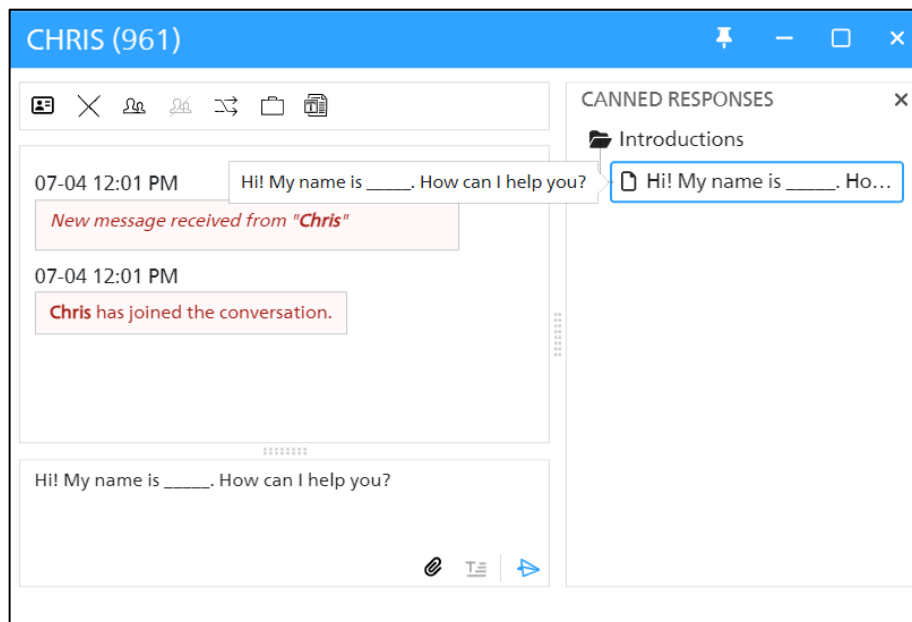 CHRIS (961)
CANNED RESPONSES
Introductions
Hi! My name is _____. Ho...
Hi! My name is _____. How can I help you?
07-04 12:01 PM
New message received from "Chris"
07-04 12:01 PM
Chris has joined the conversation.
Hi! My name is _____. How can I help you?